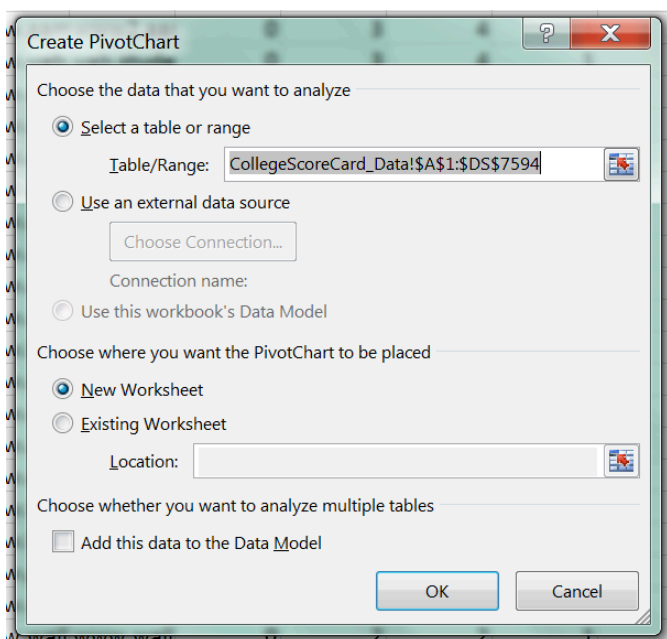 Create PivotChart
?
X
Choose the data that you want to analyze
Select a table or range
Table/Range: CollegeScoreCard_Data!$A$1:$DS$7594
Use an external data source
Choose Connection...
Connection name:
Use this workbook's Data Model
Choose where you want the PivotChart to be placed
New Worksheet
Existing Worksheet
Location:
Choose whether you want to analyze multiple tables
Add this data to the Data Model
OK Cancel